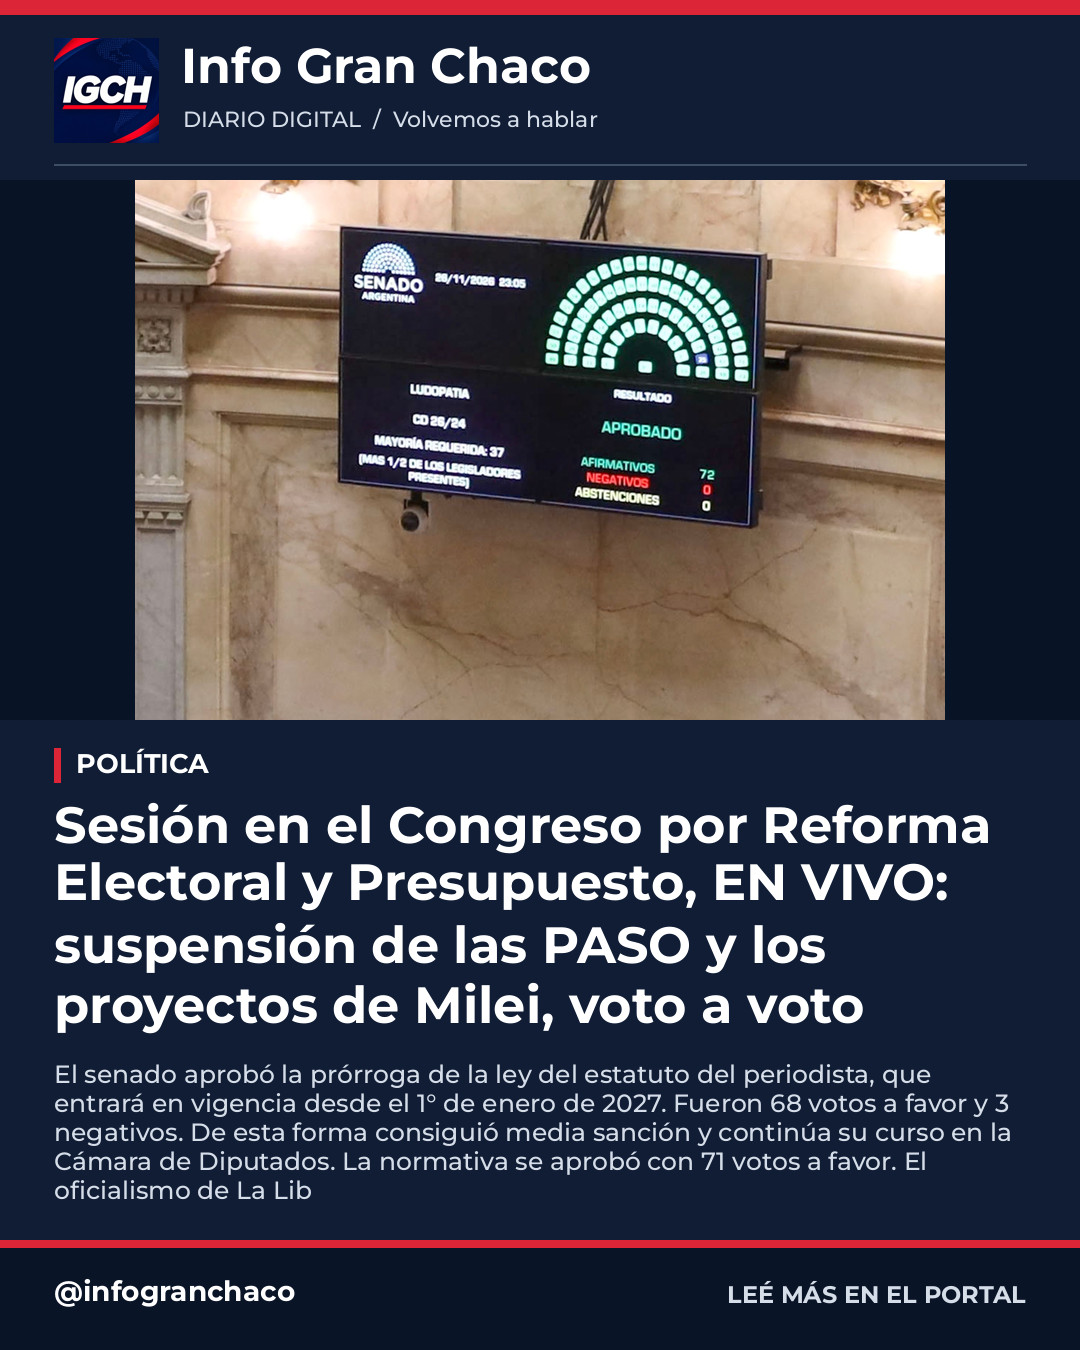 IGCH
Info Gran Chaco
DIARIO DIGITAL / Volvemos a hablar
SENADO
ARGENTINA
26/11/2026 23:05
LUDOPATIA
CD 26/24
MAYORÍA REQUERIDA: 37
(MAS 1/2 DE LOS LEGISLADORES
PRESENTES)
RESULTADO
APROBADO
AFIRMATIVOS 72
NEGATIVOS 0
ABSTENCIONES 0
POLÍTICA
Sesión en el Congreso por Reforma
Electoral y Presupuesto, EN VIVO:
suspensión de las PASO y los
proyectos de Milei, voto a voto
El senado aprobó la prórroga de la ley del estatuto del periodista, que
entrará en vigencia desde el 1° de enero de 2027. Fueron 68 votos a favor y 3
negativos. De esta forma consiguió media sanción y continúa su curso en la
Cámara de Diputados. La normativa se aprobó con 71 votos a favor. El
oficialismo de La Lib
@infogranchaco
LEÉ MÁS EN EL PORTAL